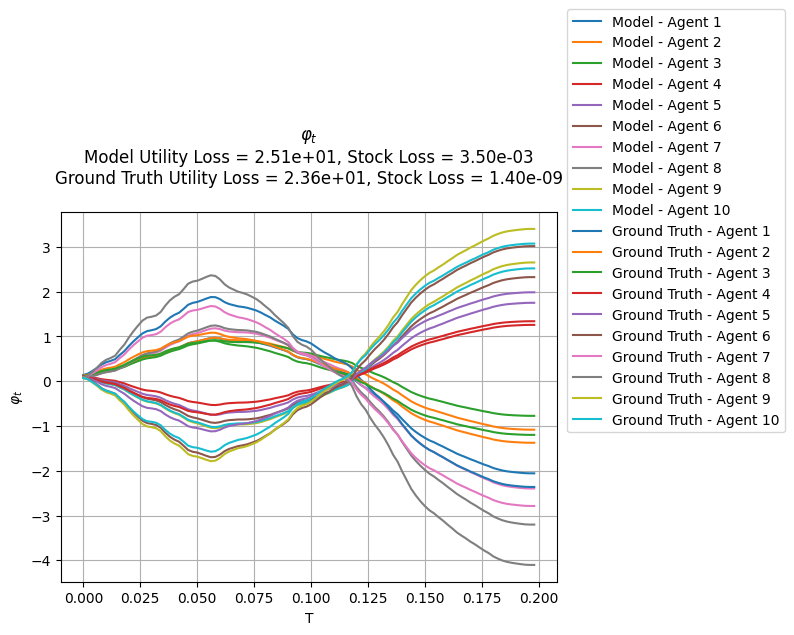 φt
Model Utility Loss = 2.51e+01, Stock Loss = 3.50e-03
Ground Truth Utility Loss = 2.36e+01, Stock Loss = 1.40e-09
φt
3
2
1
0
−1
−2
−3
−4
0.000 0.025 0.050 0.075 0.100 0.125 0.150 0.175 0.200
T
Model - Agent 1
Model - Agent 2
Model - Agent 3
Model - Agent 4
Model - Agent 5
Model - Agent 6
Model - Agent 7
Model - Agent 8
Model - Agent 9
Model - Agent 10
Ground Truth - Agent 1
Ground Truth - Agent 2
Ground Truth - Agent 3
Ground Truth - Agent 4
Ground Truth - Agent 5
Ground Truth - Agent 6
Ground Truth - Agent 7
Ground Truth - Agent 8
Ground Truth - Agent 9
Ground Truth - Agent 10